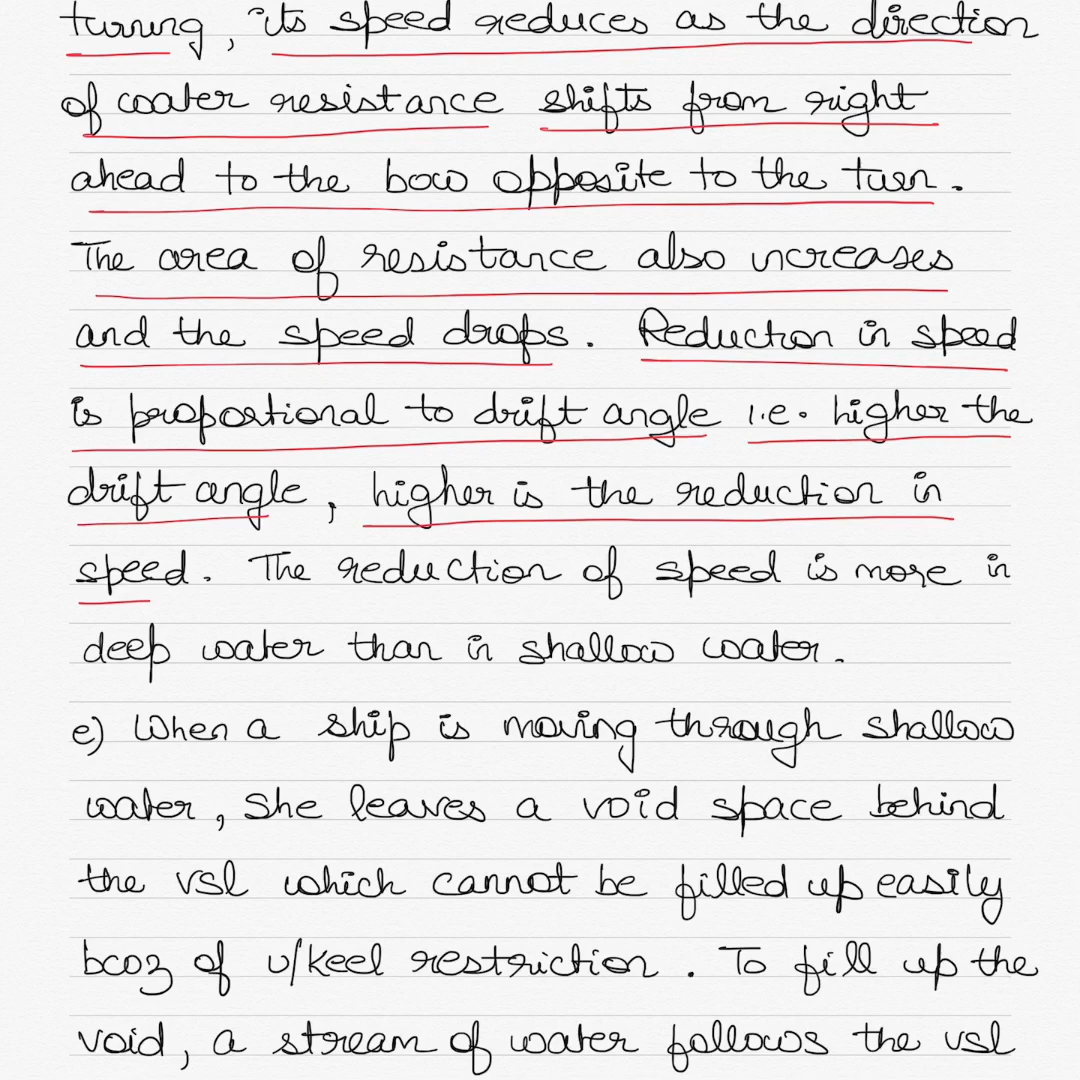 turning, its speed reduces as the direction
of water resistance shifts from right
ahead to the bow opposite to the turn.
The area of resistance also increases
and the speed drops. Reduction in speed
is proportional to drift angle i.e. higher the
drift angle, higher is the reduction in
speed. The reduction of speed is more in
deep water than in shallow water.
e) When a ship is moving through shallow
water, she leaves a void space behind
the vsl which cannot be filled up easily
bcoz of u/keel restriction. To fill up the
void, a stream of water follows the vsl